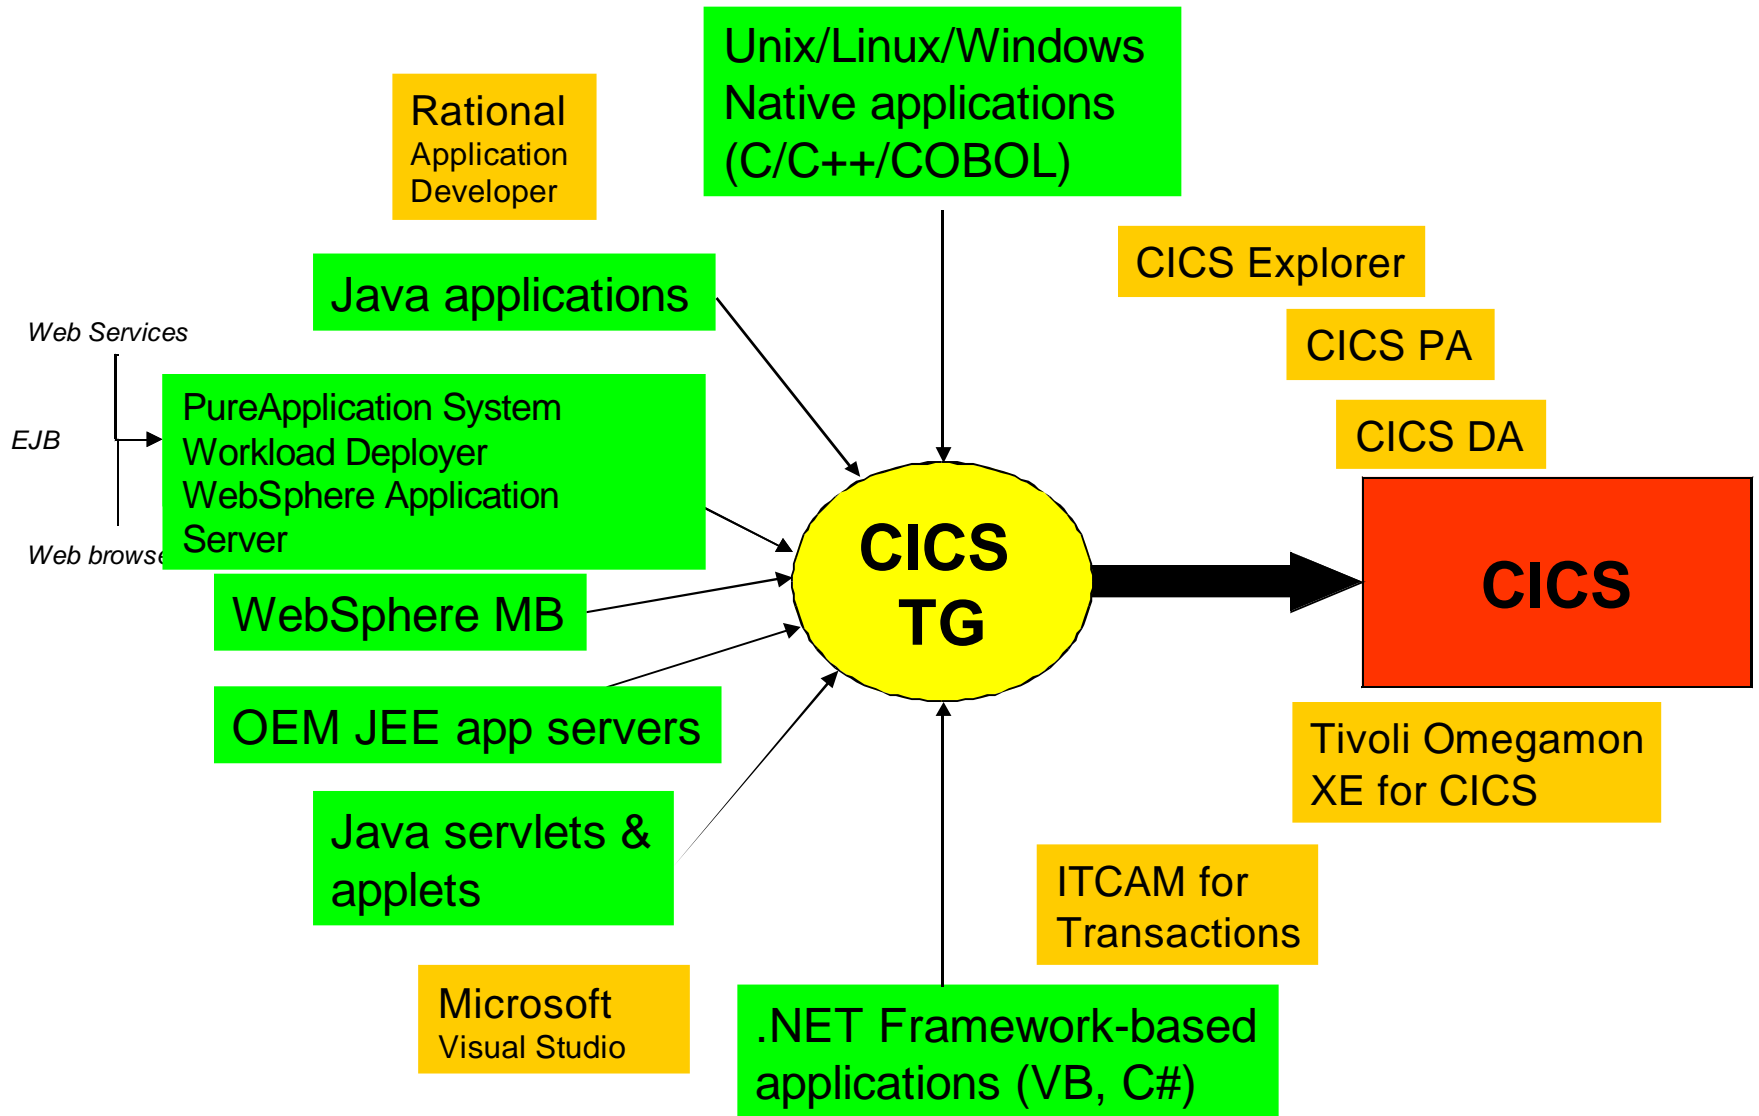 Unix/Linux/Windows
Native applications
(C/C++/COBOL)
Rational
Application
Developer
CICS Explorer
Java applications
Web Services
CICS PA
PureApplication System
Workload Deployer
WebSphere Application
Server
EJB
CICS DA
Web browse
CICS
TG
CICS
WebSphere MB
OEM JEE app servers
Tivoli Omegamon
XE for CICS
Java servlets &
applets
ITCAM for
Transactions
Microsoft
Visual Studio
.NET Framework-based
applications (VB, C#)